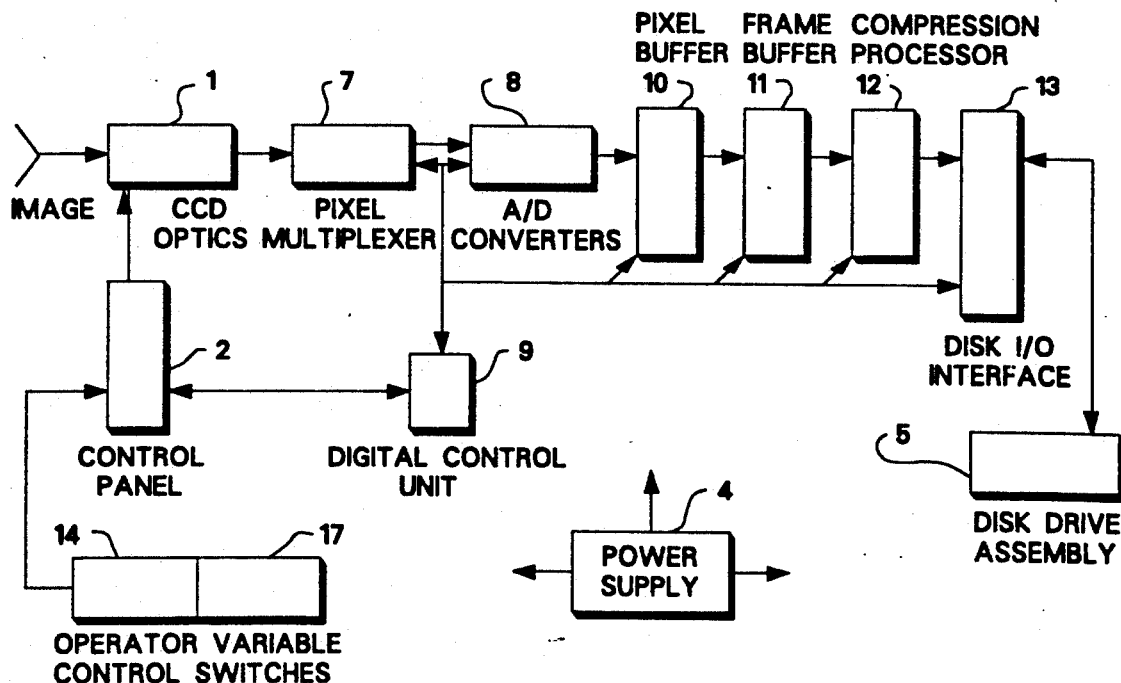 PIXEL FRAME COMPRESSION
BUFFER BUFFER PROCESSOR
1 7 8 10 11 12 13
IMAGE
CCD
OPTICS
PIXEL
MULTIPLEXER
A/D
CONVERTERS
2
9
DISK I/O
INTERFACE
CONTROL
PANEL
DIGITAL CONTROL
UNIT
5
DISK DRIVE
ASSEMBLY
4
POWER
SUPPLY
14 17
OPERATOR VARIABLE
CONTROL SWITCHES